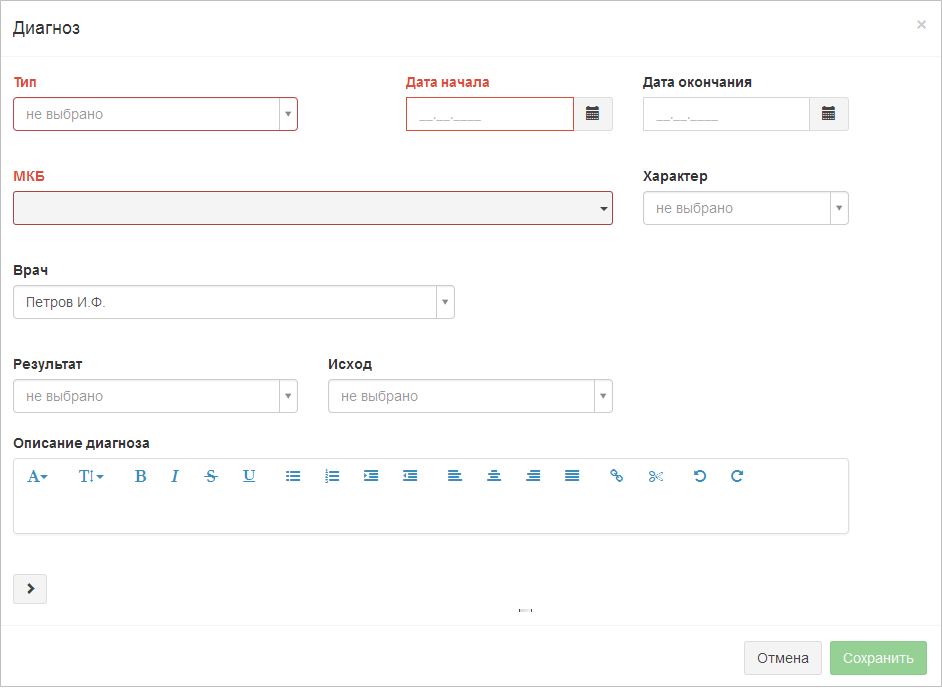 Диагноз ×
Тип Дата начала Дата окончания
не выбрано __.__.____ __.__.____
МКБ Характер
не выбрано
Врач
Петров И.Ф.
Результат Исход
не выбрано не выбрано
Описание диагноза
A T B I S U
Отмена Сохранить